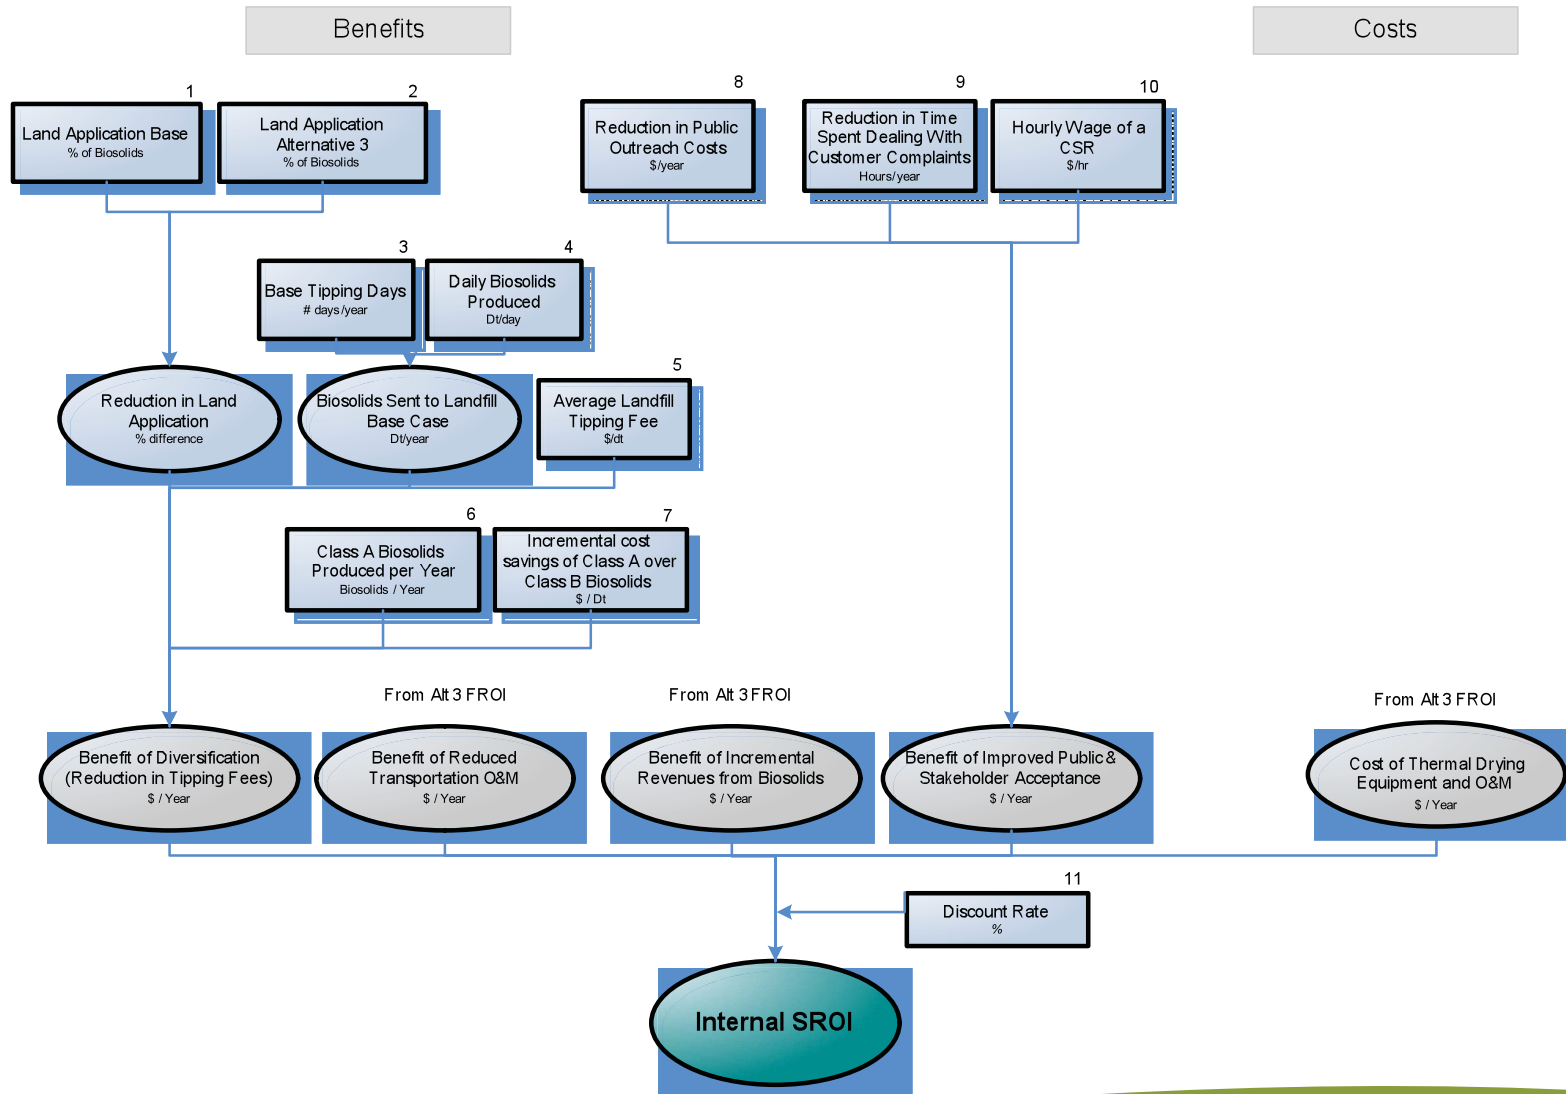 Benefits
Costs
1
Land Application Base
% of Biosolids
2
Land Application
Alternative 3
% of Biosolids
8
Reduction in Public
Outreach Costs
$/year
9
Reduction in Time
Spent Dealing With
Customer Complaints
Hours/year
10
Hourly Wage of a
CSR
$/hr
3
Base Tipping Days
# days/year
4
Daily Biosolids
Produced
Dt/day
Reduction in Land
Application
% difference
Biosolids Sent to Landfill
Base Case
Dt/year
5
Average Landfill
Tipping Fee
$/dt
6
Class A Biosolids
Produced per Year
Biosolids / Year
7
Incremental cost
savings of Class A over
Class B Biosolids
$ / Dt
Benefit of Diversification
(Reduction in Tipping Fees)
$ / Year
From Alt 3 FROI
Benefit of Reduced
Transportation O&M
$ / Year
From Alt 3 FROI
Benefit of Incremental
Revenues from Biosolids
$ / Year
Benefit of Improved Public &
Stakeholder Acceptance
$ / Year
From Alt 3 FROI
Cost of Thermal Drying
Equipment and O&M
$ / Year
11
Discount Rate
%
Internal SROI